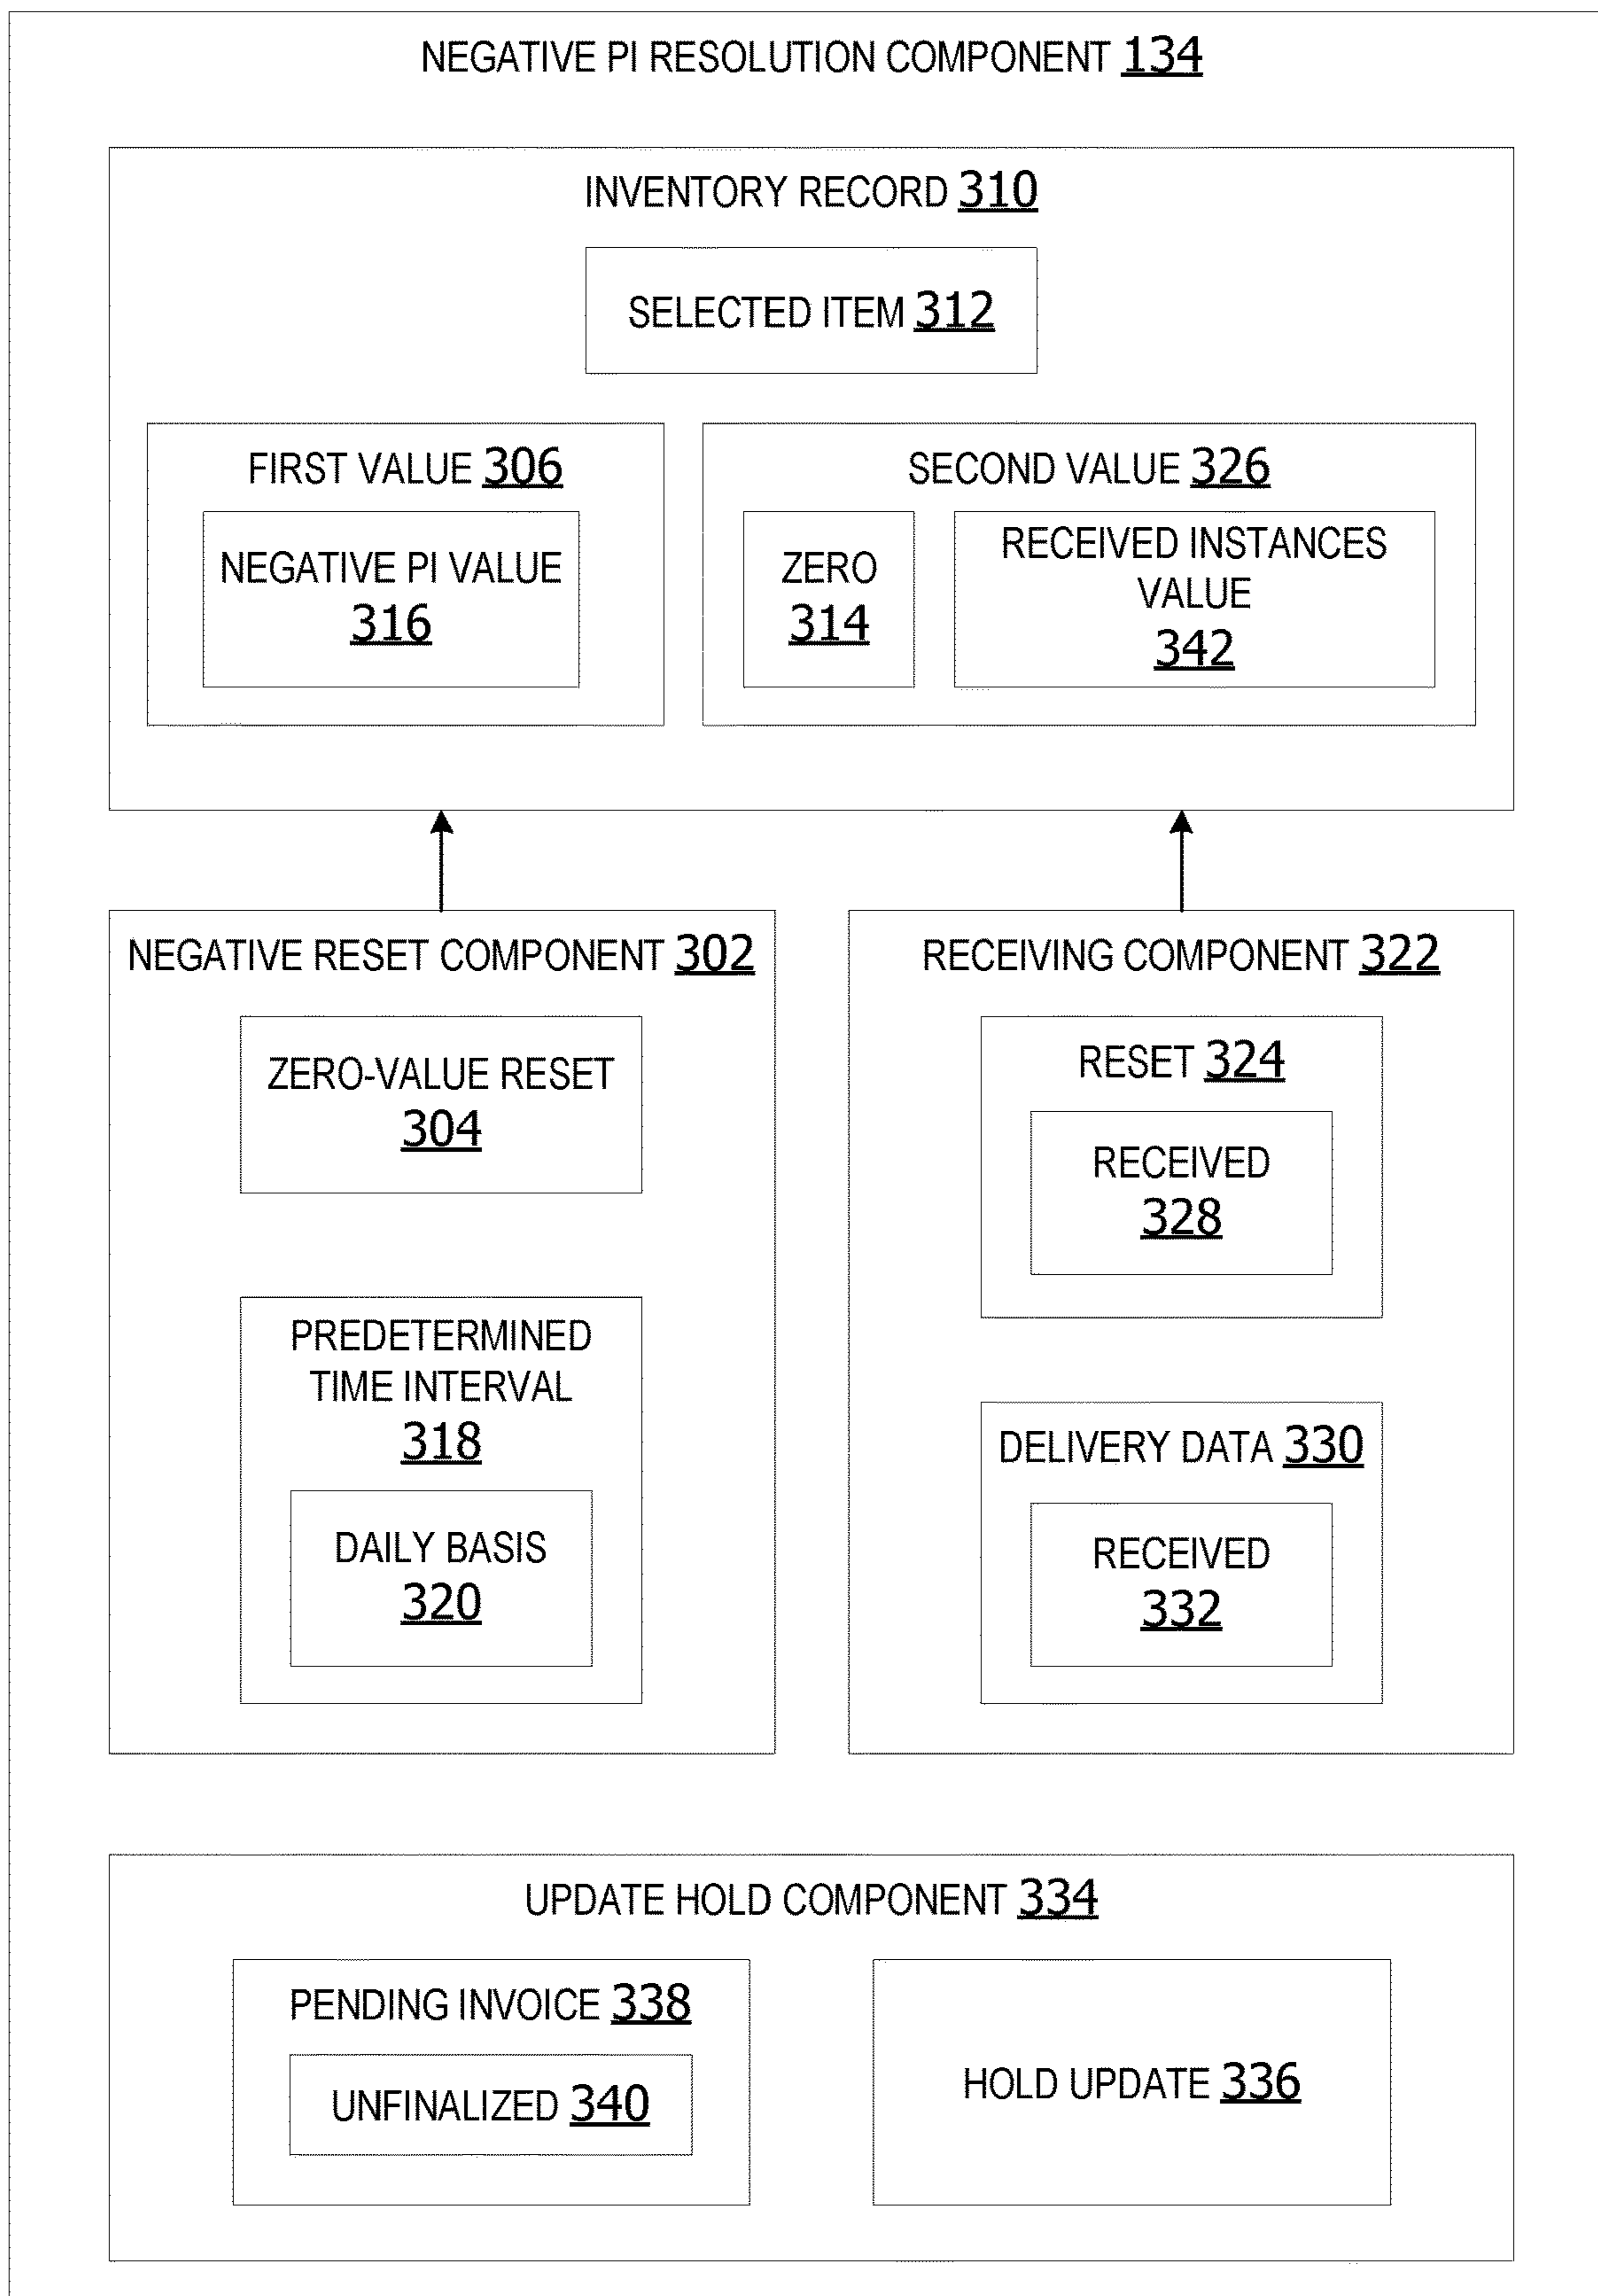 NEGATIVE PI RESOLUTION COMPONENT 134
INVENTORY RECORD 310
SELECTED ITEM 312
FIRST VALUE 306
NEGATIVE PI VALUE
316
SECOND VALUE 326
ZERO
314
RECEIVED INSTANCES
VALUE
342
NEGATIVE RESET COMPONENT 302
ZERO-VALUE RESET
304
PREDETERMINED
TIME INTERVAL
318
DAILY BASIS
320
RECEIVING COMPONENT 322
RESET 324
RECEIVED
328
DELIVERY DATA 330
RECEIVED
332
UPDATE HOLD COMPONENT 334
PENDING INVOICE 338
UNFINALIZED 340
HOLD UPDATE 336